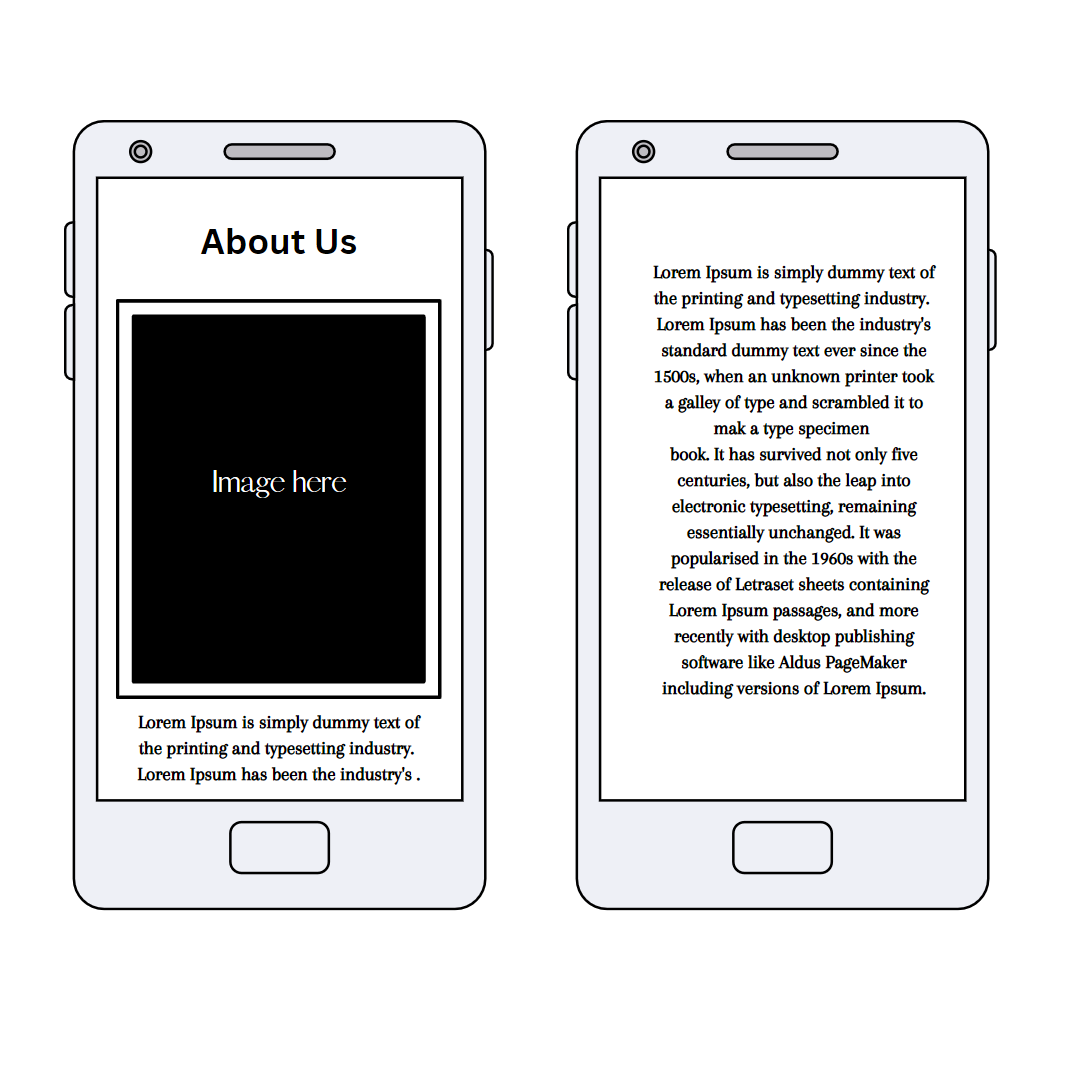 About Us
Image here
Lorem Ipsum is simply dummy text of
the printing and typesetting industry.
Lorem Ipsum has been the industry's .
Lorem Ipsum is simply dummy text of
the printing and typesetting industry.
Lorem Ipsum has been the industry's
standard dummy text ever since the
1500s, when an unknown printer took
a galley of type and scrambled it to
mak a type specimen
book. It has survived not only five
centuries, but also the leap into
electronic typesetting, remaining
essentially unchanged. It was
popularised in the 1960s with the
release of Letraset sheets containing
Lorem Ipsum passages, and more
recently with desktop publishing
software like Aldus PageMaker
including versions of Lorem Ipsum.